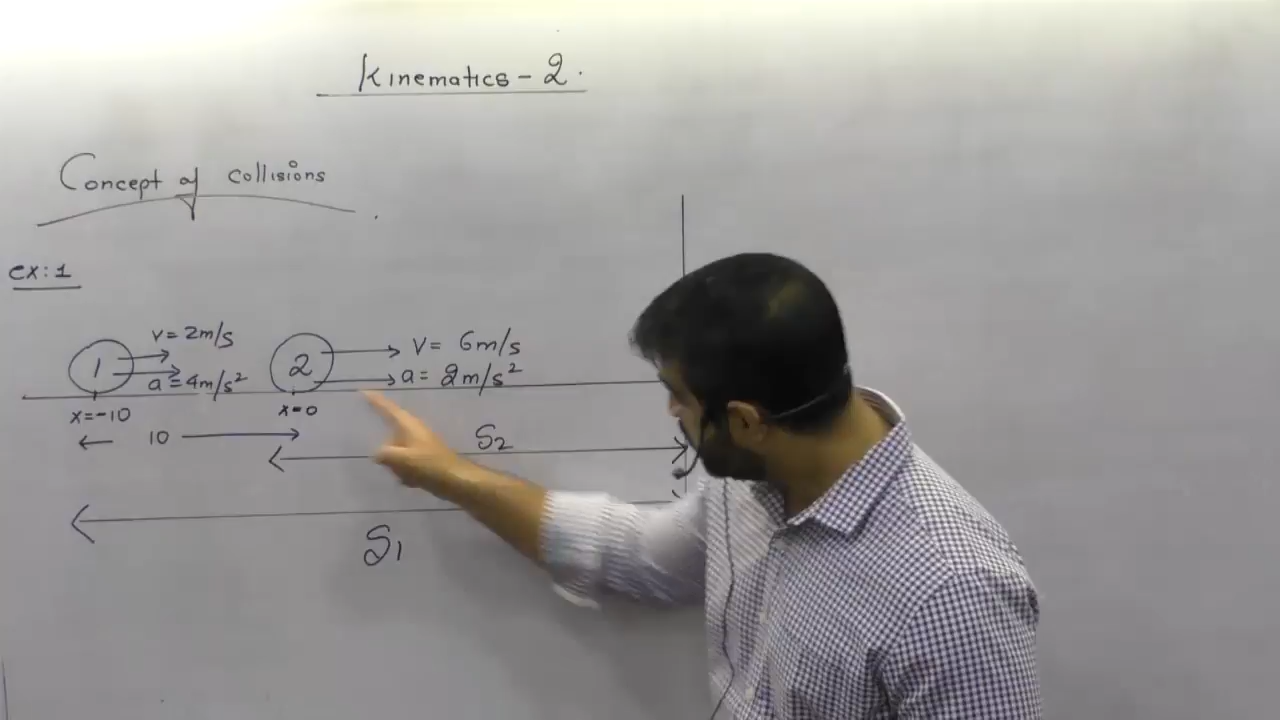 Kinematics - 2.
Concept of collisions
ex: 1
1 v = 2m/s
a = 4m/s²
2 v = 6m/s
a = 2m/s²
x=-10
x=0
10
S₂
S₁